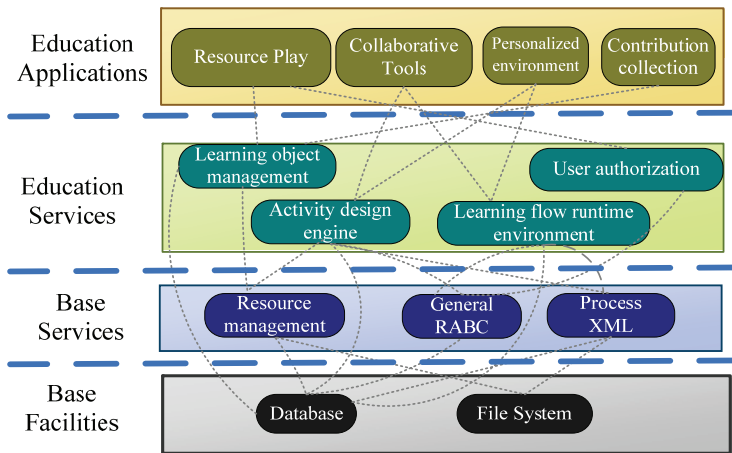 Education
Applications
Resource Play
Collaborative
Tools
Personalized
environment
Contribution
collection
Education
Services
Learning object
management
User authorization
Activity design
engine
Learning flow runtime
environment
Base
Services
Resource
management
General
RABC
Process
XML
Base
Facilities
Database
File System